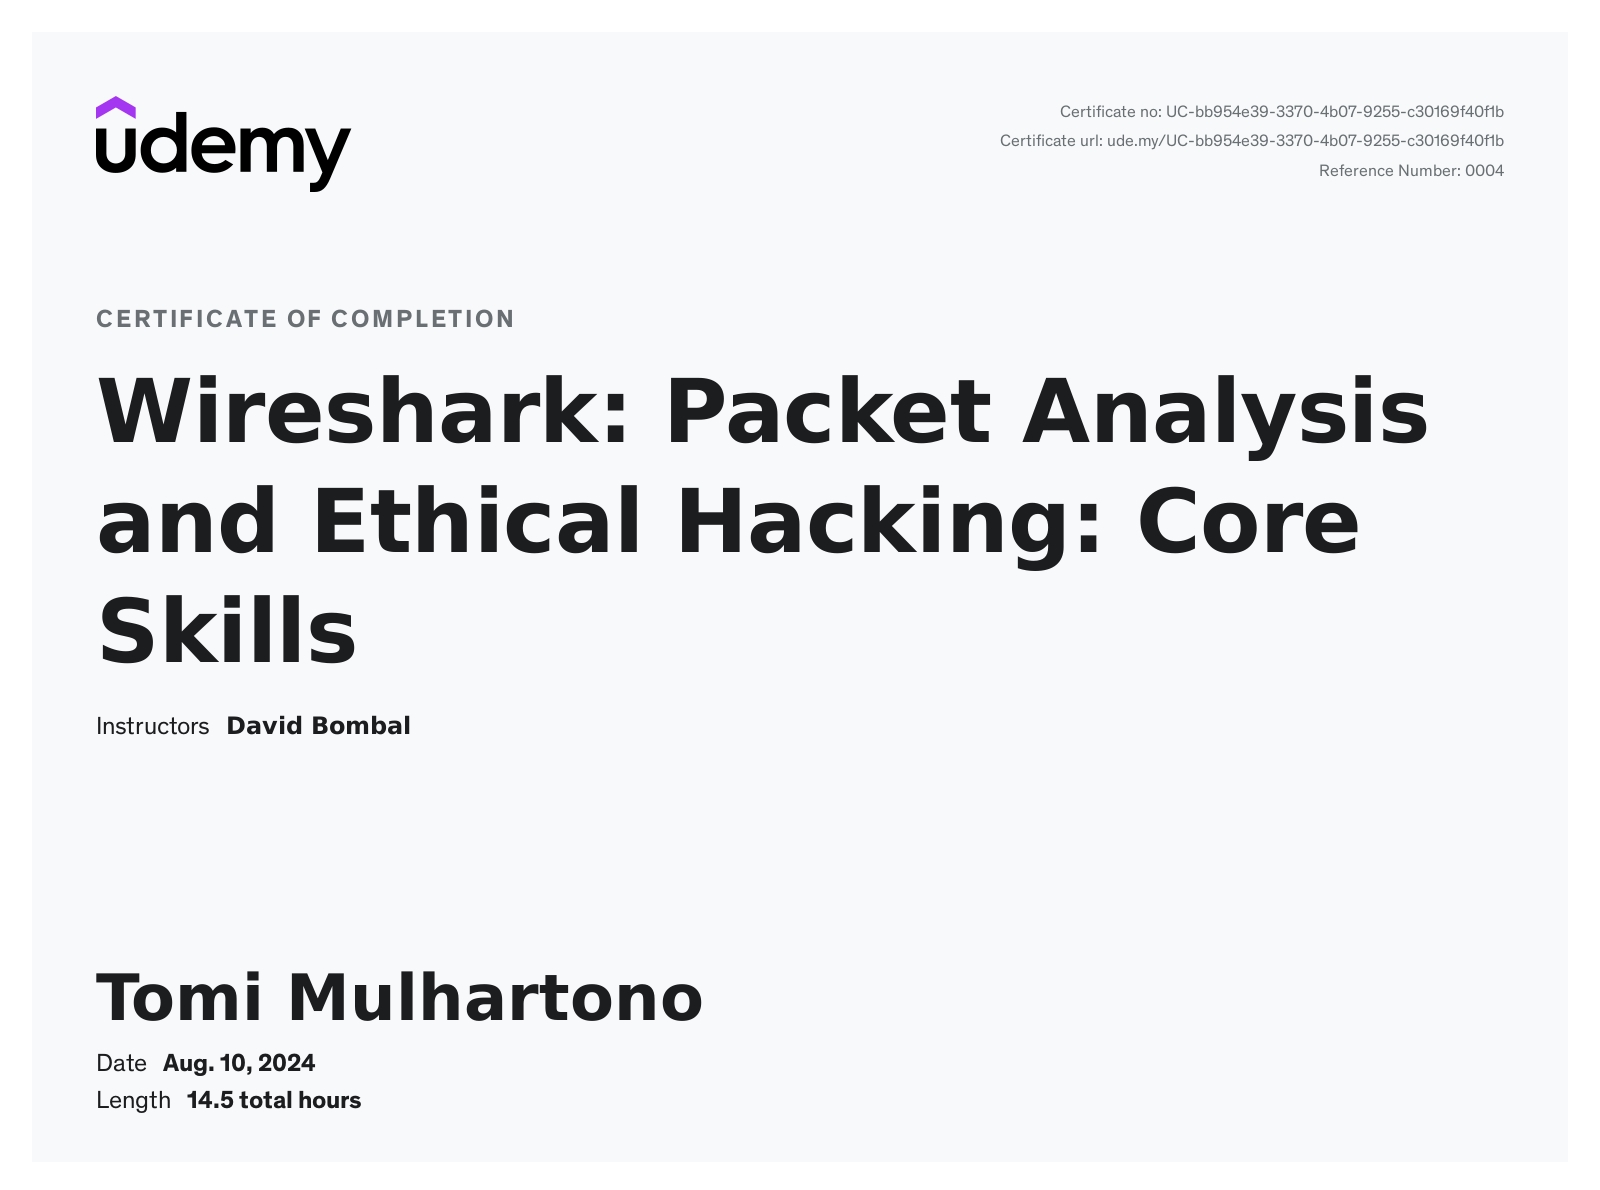 udemy
Certificate no: UC-bb954e39-3370-4b07-9255-c30169f40f1b
Certificate url: ude.my/UC-bb954e39-3370-4b07-9255-c30169f40f1b
Reference Number: 0004
CERTIFICATE OF COMPLETION
Wireshark: Packet Analysis
and Ethical Hacking: Core
Skills
Instructors David Bombal
Tomi Mulhartono
Date Aug. 10, 2024
Length 14.5 total hours